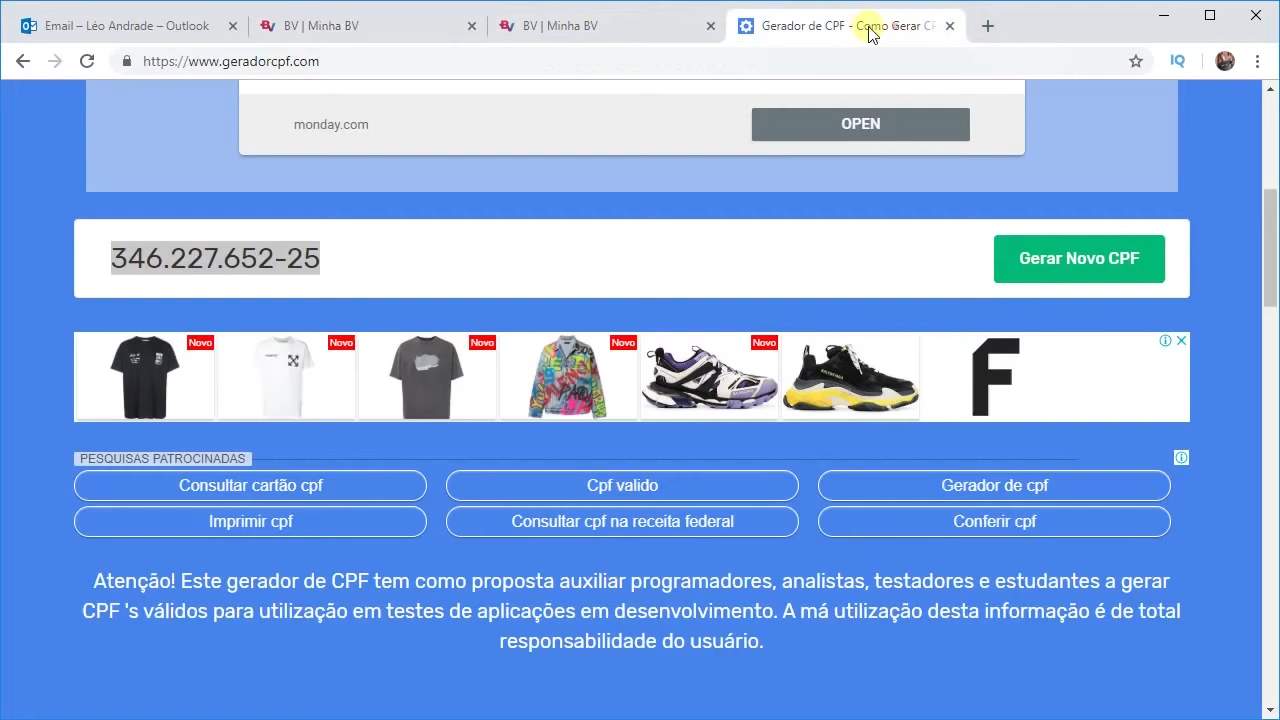 Email – Léo Andrade – Outlook
BV | Minha BV
BV | Minha BV
Gerador de CPF - Como Gerar CP
https://www.geradorcpf.com
IQ
monday.com
OPEN
346.227.652-25
Gerar Novo CPF
Novo
Novo
Novo
Novo
Novo
PESQUISAS PATROCINADAS
Consultar cartão cpf
Cpf valido
Gerador de cpf
Imprimir cpf
Consultar cpf na receita federal
Conferir cpf
Atenção! Este gerador de CPF tem como proposta auxiliar programadores, analistas, testadores e estudantes a gerar
CPF 's válidos para utilização em testes de aplicações em desenvolvimento. A má utilização desta informação é de total
responsabilidade do usuário.